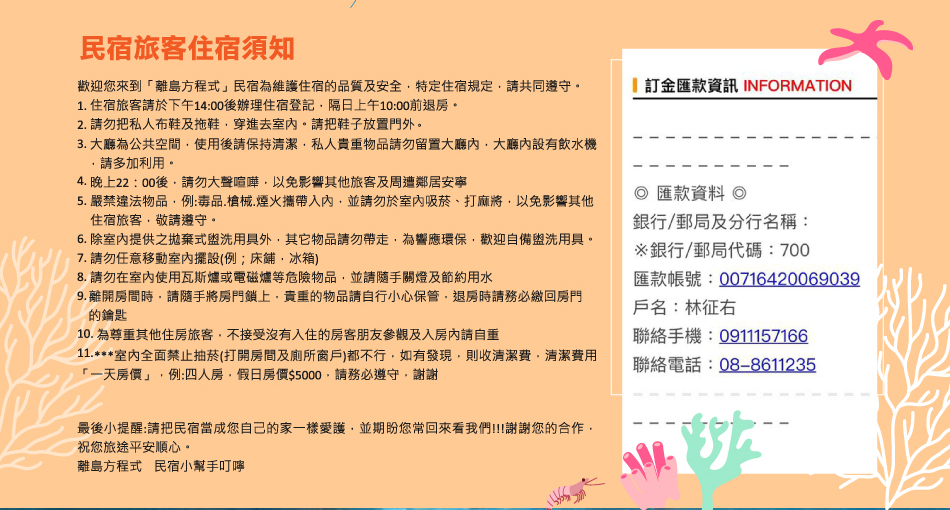 民宿旅客住宿須知
歡迎您來到「離島方程式」民宿為維護住宿的品質及安全，特定住宿規定，請共同遵守。
1. 住宿旅客請於下午14:00後辦理住宿登記，隔日上午10:00前退房。
2. 請勿把私人布鞋及拖鞋，穿進去室內。請把鞋子放置門外。
3. 大廳為公共空間，使用後請保持清潔，私人貴重物品請勿留置大廳內，大廳內設有飲水機
，請多加利用。
4. 晚上22：00後，請勿大聲喧嘩，以免影響其他旅客及周遭鄰居安寧
5. 嚴禁違法物品，例:毒品.槍械.煙火攜帶入內，並請勿於室內吸菸、打麻將，以免影響其他
住宿旅客，敬請遵守。
6. 除室內提供之拋棄式盥洗用具外，其它物品請勿帶走，為響應環保，歡迎自備盥洗用具。
7. 請勿任意移動室內擺設(例；床鋪，冰箱)
8. 請勿在室內使用瓦斯爐或電磁爐等危險物品，並請隨手關燈及節約用水
9. 離開房間時，請隨手將房門鎖上，貴重的物品請自行小心保管，退房時請務必繳回房門
的鑰匙
10. 為尊重其他住房旅客，不接受沒有入住的房客朋友參觀及人房內請自重
11.***室內全面禁止抽菸(打開房間及廁所窗戶)都不行，如有發現，則收清潔費，清潔費用
「一天房價」，例:四人房，假日房價$5000，請務必遵守，謝謝
最後小提醒:請把民宿當成您自己的家一樣愛護，並期盼您常回來看我們!!!謝謝您的合作，
祝您旅途平安順心。
離島方程式 民宿小幫手叮嚀
訂金匯款資訊 INFORMATION
◎ 匯款資料 ◎
銀行/郵局及分行名稱：
※銀行/郵局代碼：700
匯款帳號：00716420069039
戶名：林征右
聯絡手機：0911157166
聯絡電話：08-8611235